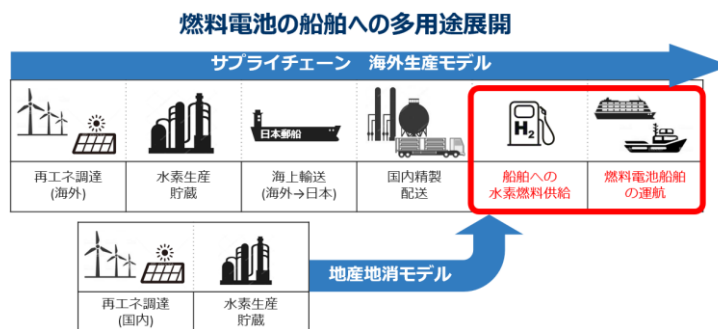 燃料電池の船舶への多用途展開
サプライチェーン 海外生産モデル
日本郵船
H2
再エネ調達
(海外)
水素生産
貯蔵
海上輸送
(海外→日本)
国内精製
配送
船舶への
水素燃料供給
燃料電池船舶
の運航
地産地消モデル
再エネ調達
(国内)
水素生産
貯蔵